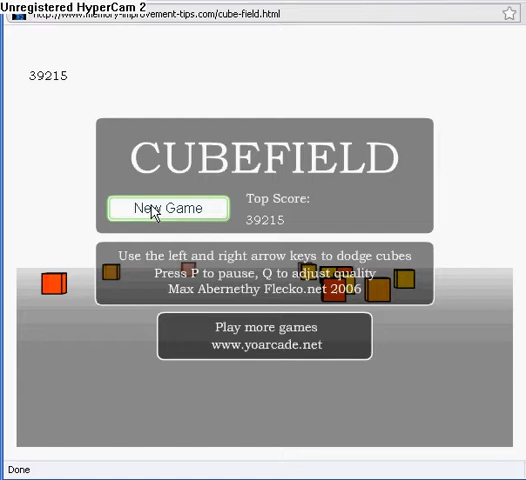 Unregistered HyperCam 2
http://www.memory-improvement-tips.com/cube-field.html
39215
CUBEFIELD
New Game
Top Score:
39215
Use the left and right arrow keys to dodge cubes
Press P to pause, Q to adjust quality
Max Abernethy Flecko.net 2006
Play more games
www.yoarcade.net
Done